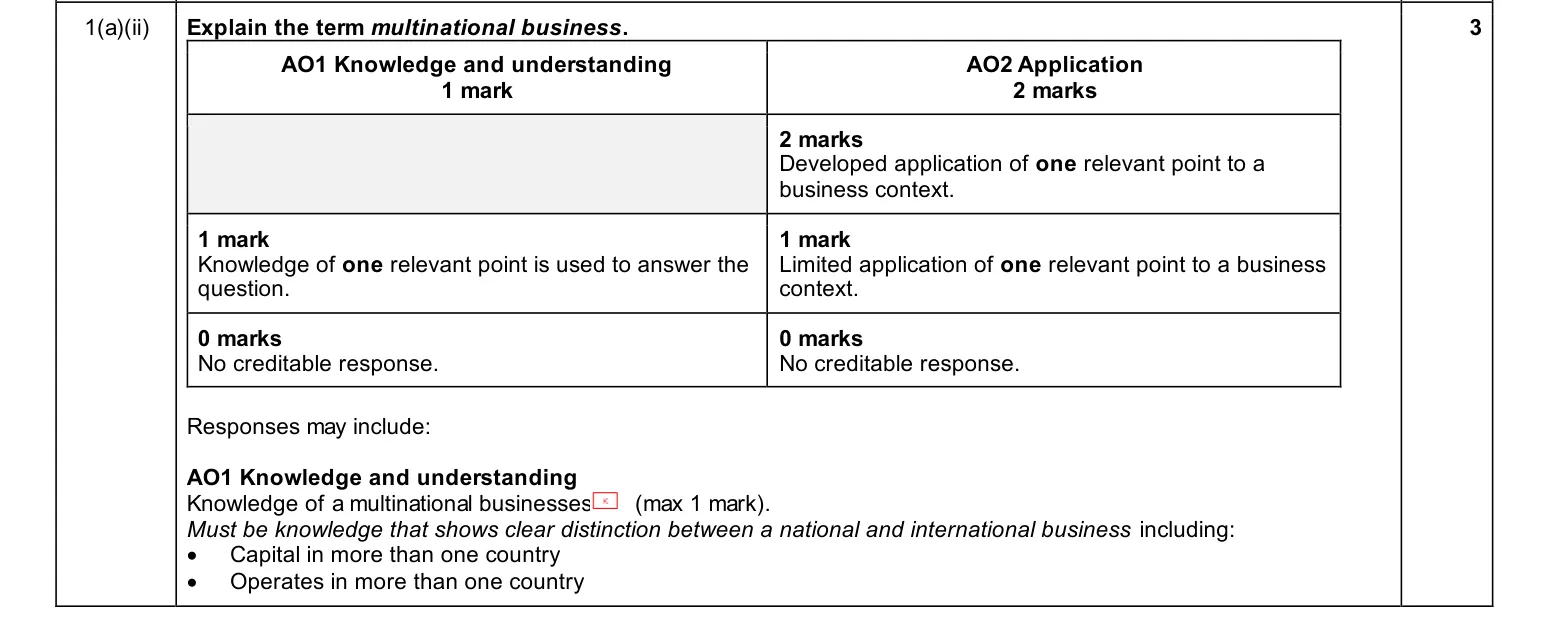 1(a)(ii)
Explain the term multinational business.
3
AO1 Knowledge and understanding
1 mark
AO2 Application
2 marks
2 marks
Developed application of one relevant point to a
business context.
1 mark
Knowledge of one relevant point is used to answer the
question.
1 mark
Limited application of one relevant point to a business
context.
0 marks
No creditable response.
0 marks
No creditable response.
Responses may include:
AO1 Knowledge and understanding
Knowledge of a multinational businesses K (max 1 mark).
Must be knowledge that shows clear distinction between a national and international business including:
• Capital in more than one country
• Operates in more than one country